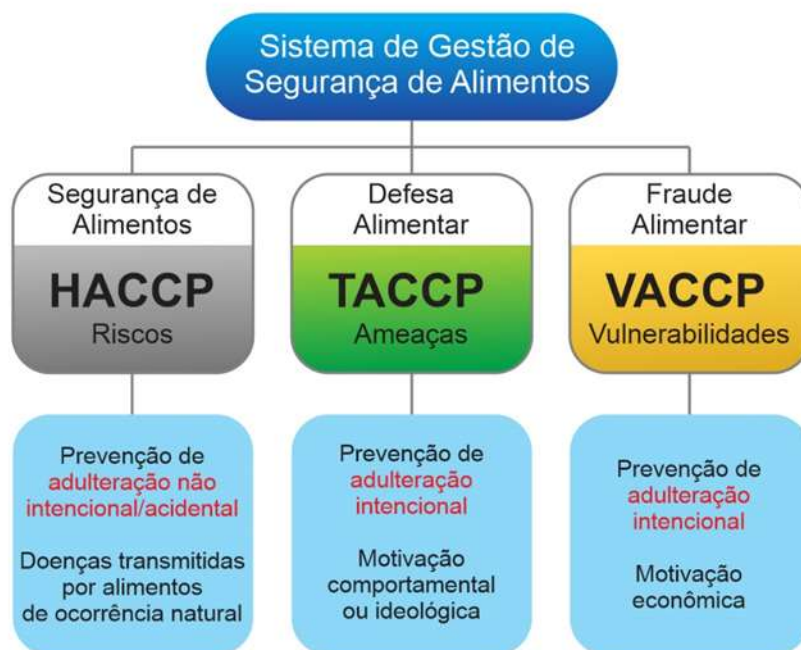 Sistema de Gestão de
Segurança de Alimentos
Segurança de
Alimentos
HACCP
Riscos
Defesa
Alimentar
TACCP
Ameaças
Fraude
Alimentar
VACCP
Vulnerabilidades
Prevenção de
adulteração não
intencional/acidental
Doenças transmitidas
por alimentos
de ocorrência natural
Prevenção de
adulteração
intencional
Motivação
comportamental
ou ideológica
Prevenção de
adulteração
intencional
Motivação
econômica